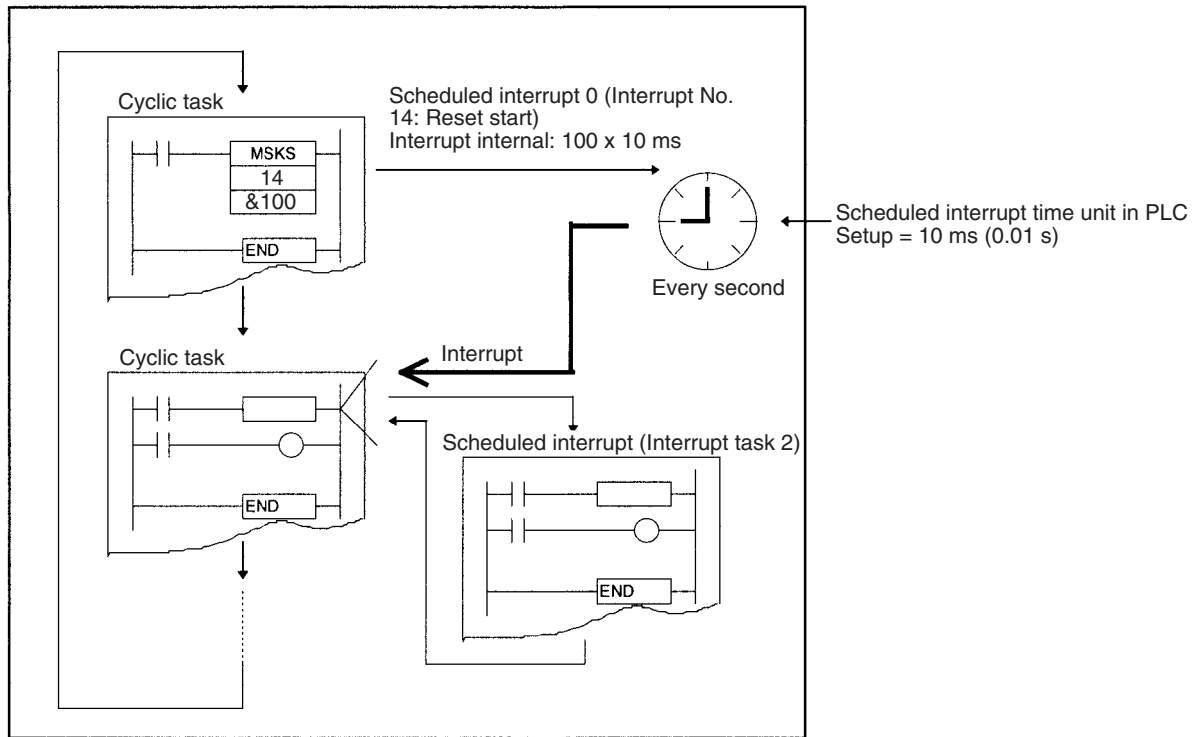 Cyclic task
MSKS
14
&100
END
Scheduled interrupt 0 (Interrupt No.
14: Reset start)
Interrupt internal: 100 x 10 ms
Scheduled interrupt time unit in PLC
Setup = 10 ms (0.01 s)
Every second
Interrupt
Cyclic task
END
Scheduled interrupt (Interrupt task 2)
END